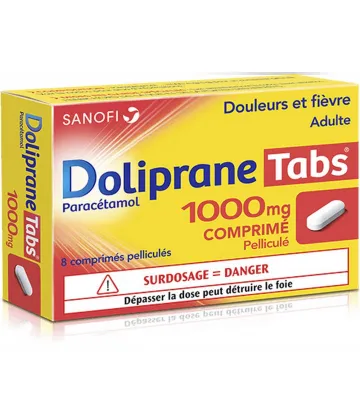 SANOFI
Douleurs et fièvre
Adulte
Doliprane Tabs®
Paracétamol
1000mg
COMPRIMÉ
Pelliculé
8 comprimés pelliculés
SURDOSAGE = DANGER
Dépasser la dose peut détruire le foie
Doliprane Tabs
1000mg